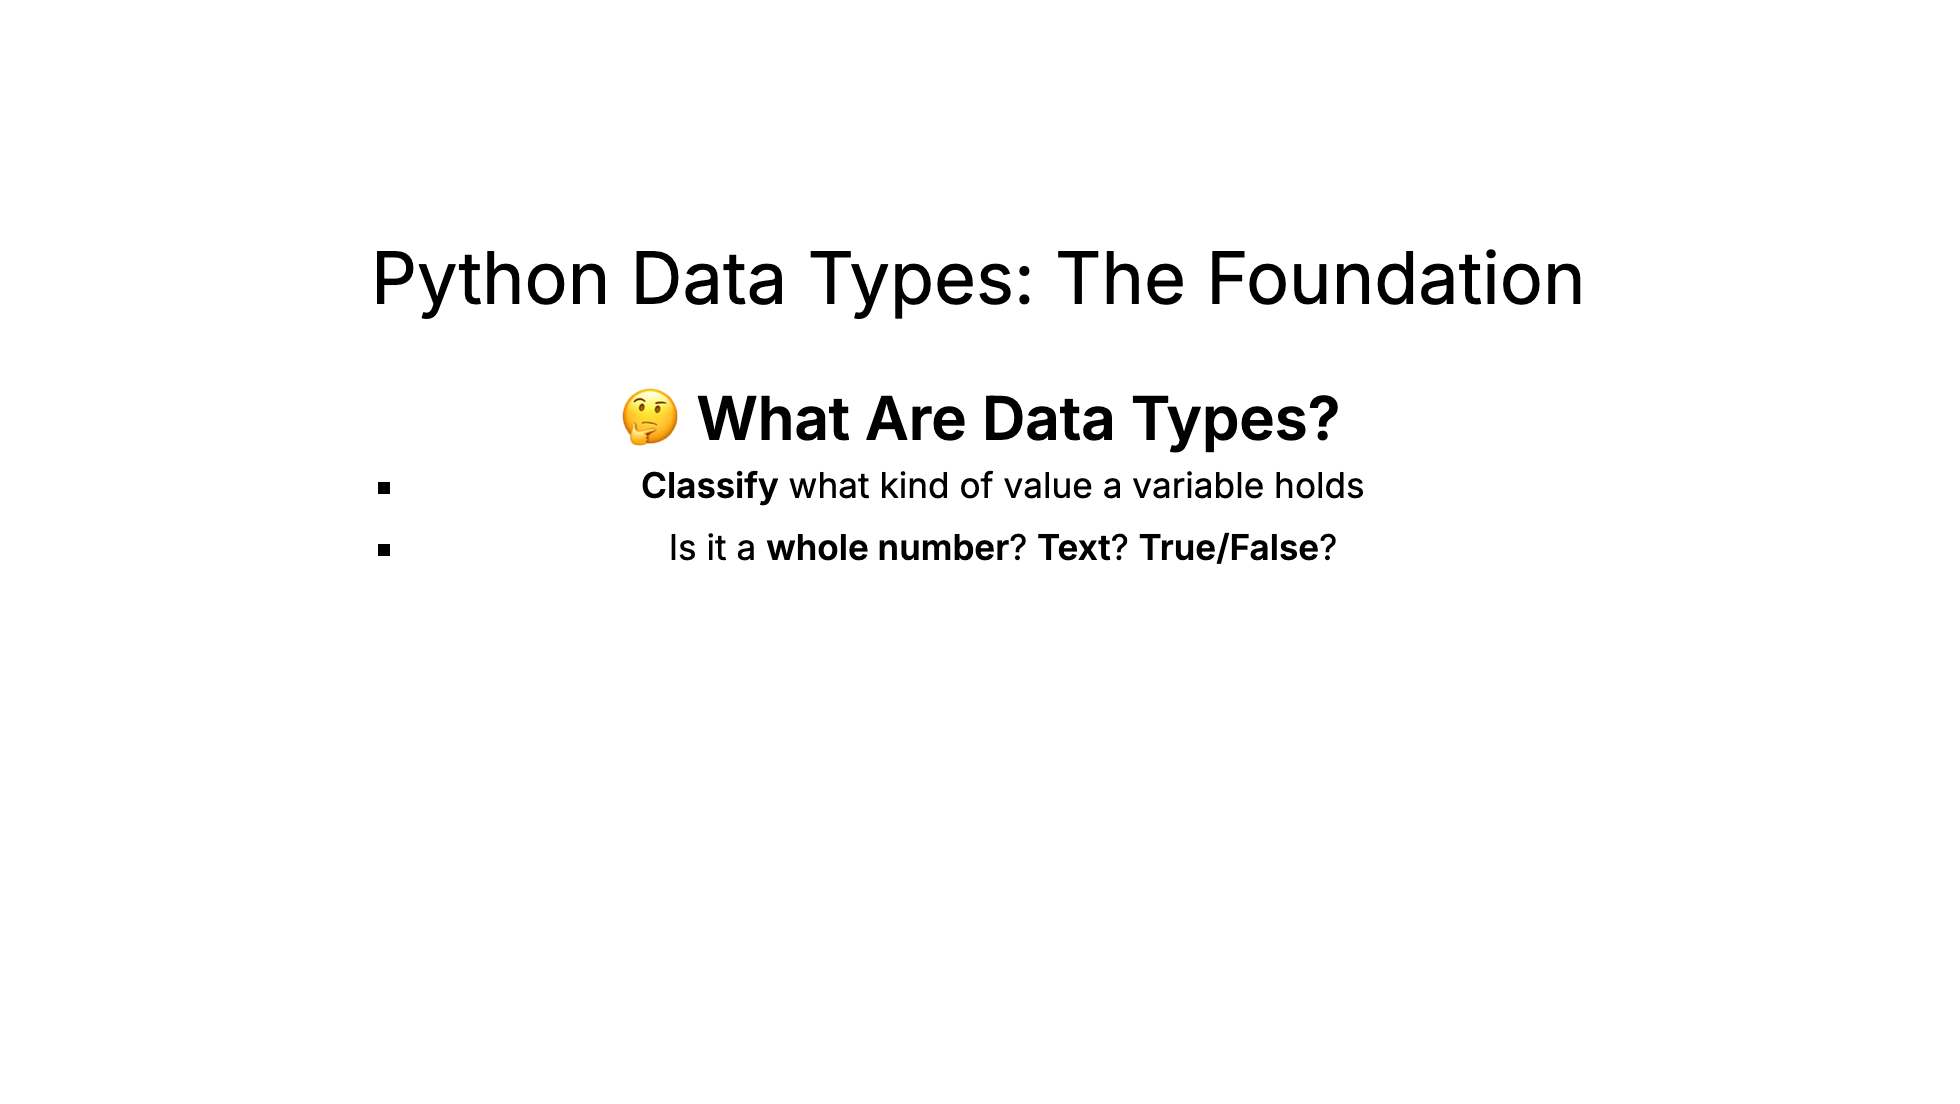 Python Data Types: The Foundation
🤔 What Are Data Types?
▪ Classify what kind of value a variable holds
▪ Is it a whole number? Text? True/False?